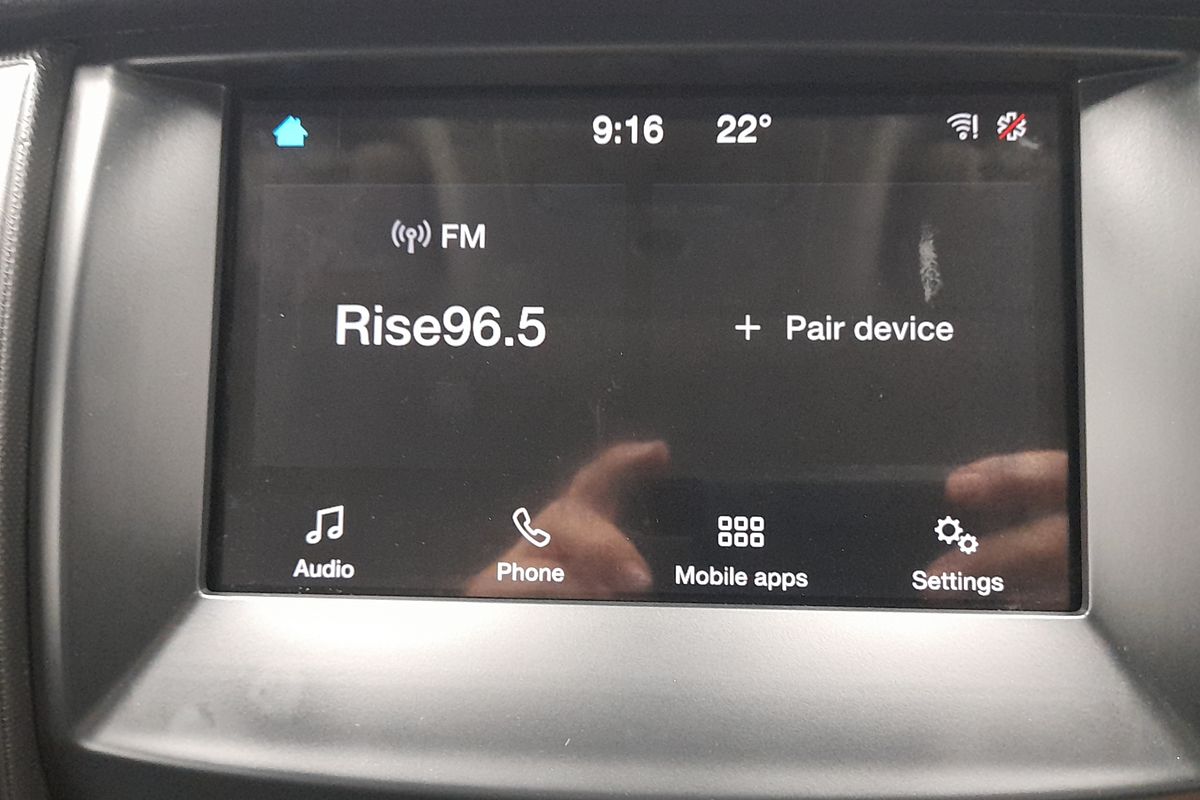 9:16 22°
FM
Rise96.5
+ Pair device
Audio
Phone
Mobile apps
Settings